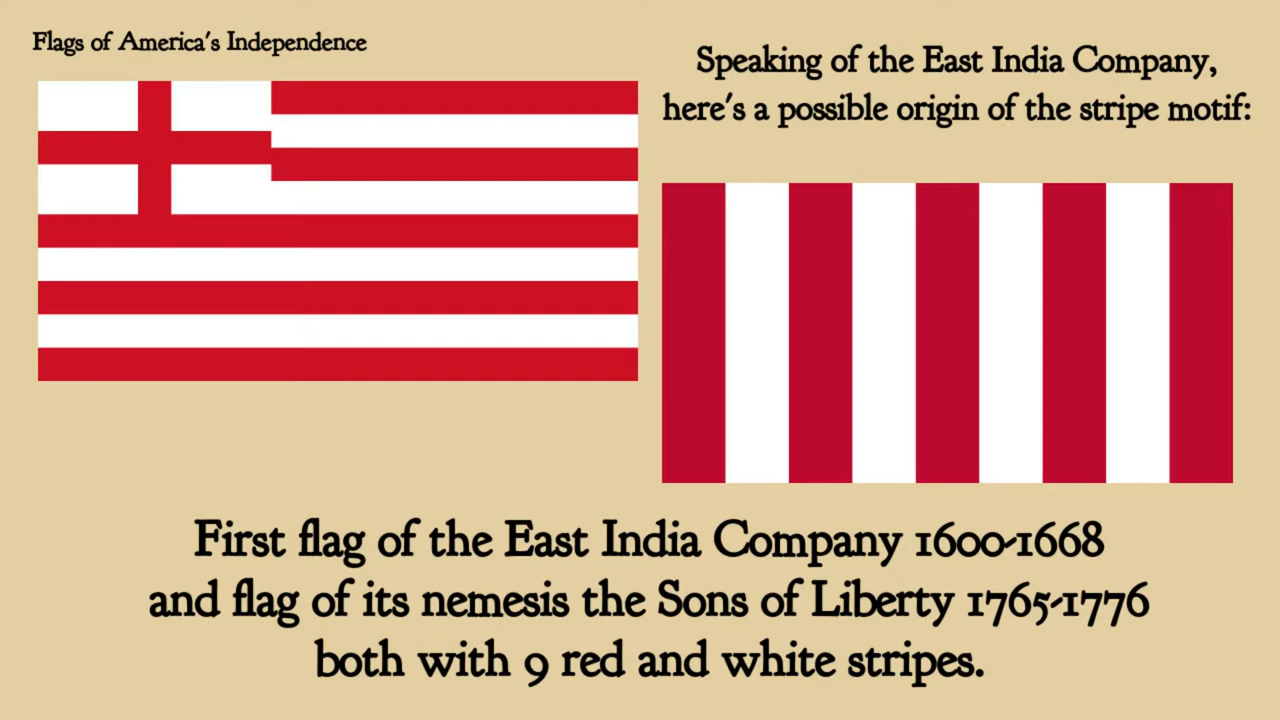 Flags of America's Independence
Speaking of the East India Company,
here's a possible origin of the stripe motif:
First flag of the East India Company 1600-1668
and flag of its nemesis the Sons of Liberty 1765-1776
both with 9 red and white stripes.